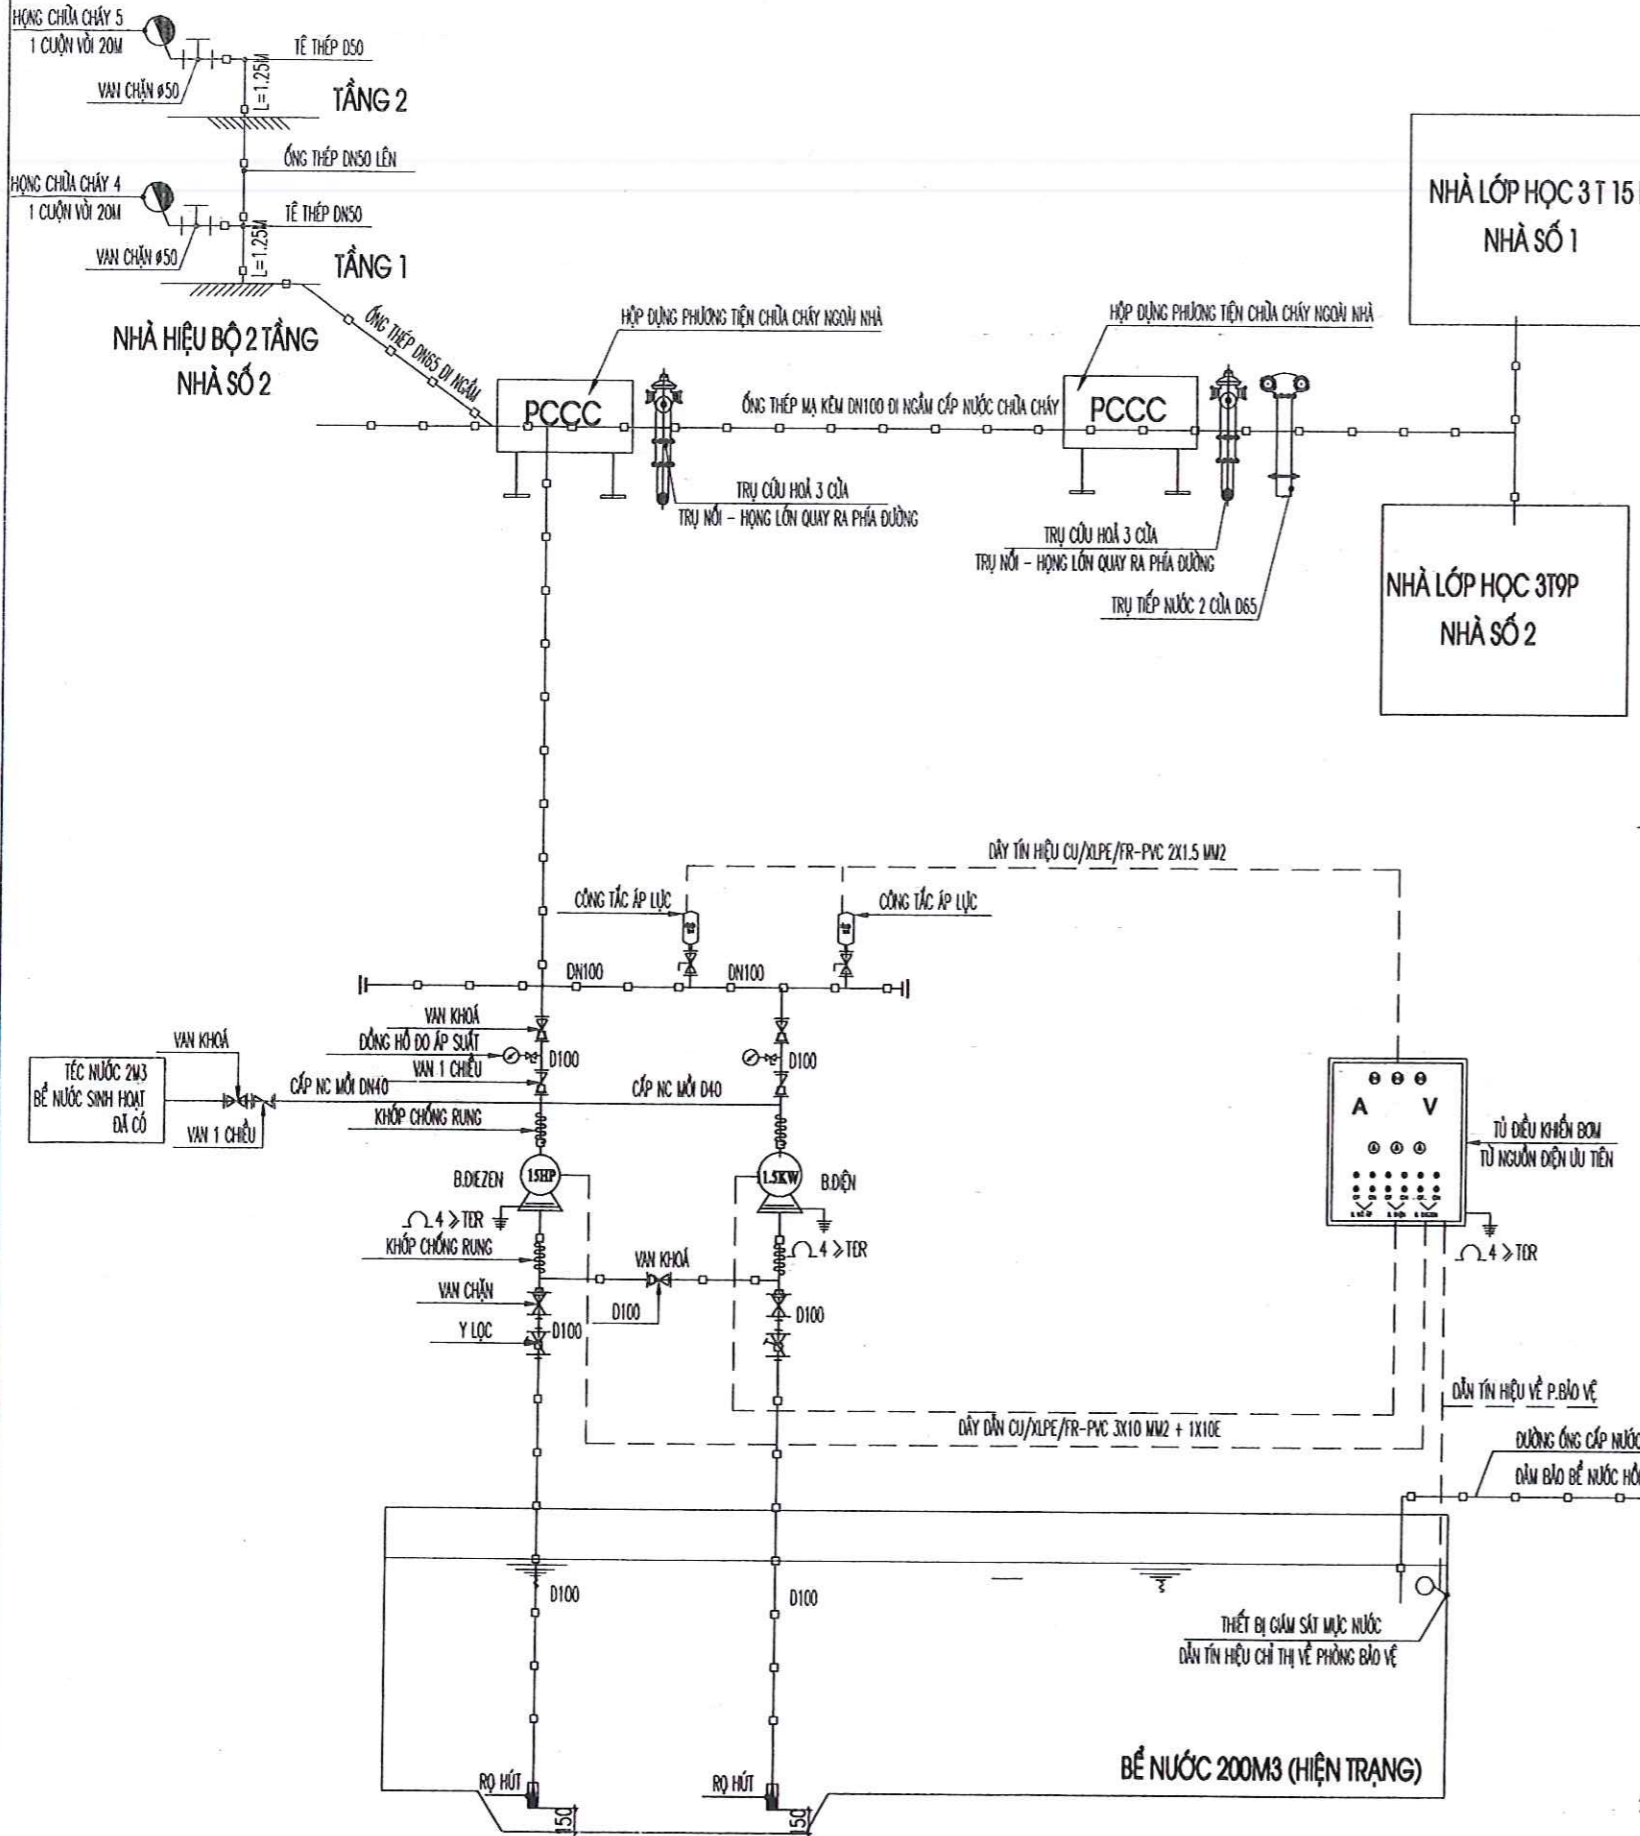 HỌNG CHỮA CHÁY 5
1 CUỘN VÒI 20M
TÊ THÉP D50
VAN CHẶN ø50
L=1.25M
TẦNG 2
ỐNG THÉP DN50 LÊN
HỌNG CHỮA CHÁY 4
1 CUỘN VÒI 20M
TÊ THÉP DN50
VAN CHẶN ø50
L=1.25M
TẦNG 1
NHÀ HIỆU BỘ 2 TẦNG
NHÀ SỐ 2
ỐNG THÉP DN65 ĐI NGẦM
HỘP ĐỰNG PHƯƠNG TIỆN CHỮA CHÁY NGOÀI NHÀ
HỘP ĐỰNG PHƯƠNG TIỆN CHỮA CHÁY NGOÀI NHÀ
NHÀ LỚP HỌC 3 T 15
NHÀ SỐ 1
PCCC
ỐNG THÉP MẠ KẼM DN100 ĐI NGẦM CẤP NƯỚC CHỮA CHÁY
PCCC
TRỤ CỨU HOẢ 3 CỬA
TRỤ NỔI - HỌNG LỚN QUAY RA PHÍA ĐƯỜNG
TRỤ CỨU HOẢ 3 CỬA
TRỤ NỔI - HỌNG LỚN QUAY RA PHÍA ĐƯỜNG
TRỤ TIẾP NƯỚC 2 CỬA D65
NHÀ LỚP HỌC 3T9P
NHÀ SỐ 2
DÂY TÍN HIỆU CU/XLPE/FR-PVC 2X1.5 MM2
CÔNG TẮC ÁP LỰC
CÔNG TẮC ÁP LỰC
DN100
DN100
VAN KHOÁ
ĐỒNG HỒ ĐO ÁP SUẤT
D100
D100
VAN 1 CHIỀU
VAN KHOÁ
TÉC NƯỚC 2M3
BỂ NƯỚC SINH HOẠT
ĐÃ CÓ
CẤP NC MỒI DN40
CẤP NC MỒI D40
VAN 1 CHIỀU
KHỚP CHỐNG RUNG
A V
TỦ ĐIỀU KHIỂN BƠM
TỪ NGUỒN ĐIỆN ƯU TIÊN
B.DIEZEN
15HP
1.5KW
B.ĐIỆN
Ω 4 ≥ TER
Ω 4 ≥ TER
Ω 4 ≥ TER
KHỚP CHỐNG RUNG
VAN KHOÁ
VAN CHẶN
D100
D100
Y LỌC
D100
DẪN TÍN HIỆU VỀ P.BẢO VỆ
DÂY DẪN CU/XLPE/FR-PVC 3X10 MM2 + 1X10E
ĐƯỜNG ỐNG CẤP NƯỚC
ĐẢM BẢO BỂ NƯỚC
D100
D100
THIẾT BỊ GIÁM SÁT MỰC NƯỚC
DẪN TÍN HIỆU CHỈ THỊ VỀ PHÒNG BẢO VỆ
BỂ NƯỚC 200M3 (HIỆN TRẠNG)
RỌ HÚT
RỌ HÚT
150
150